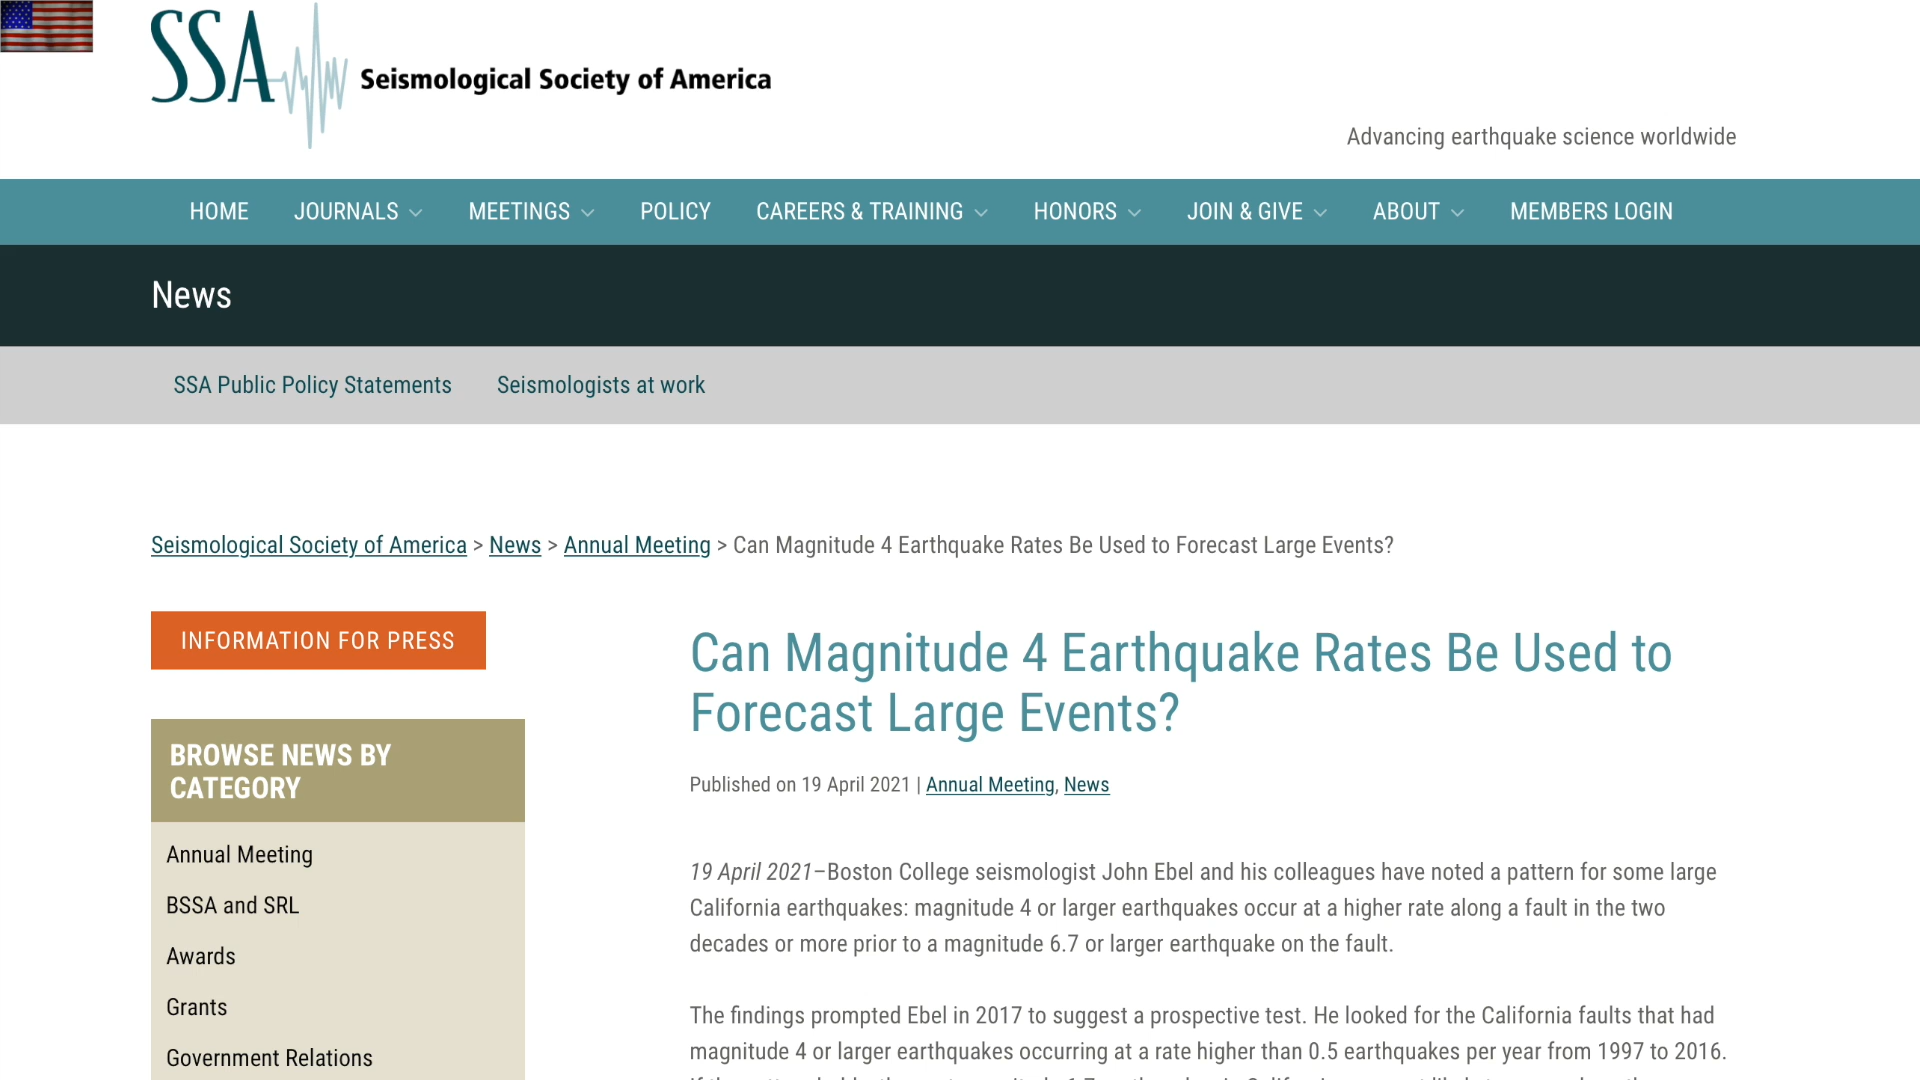 SSA
Seismological Society of America
Advancing earthquake science worldwide
HOME JOURNALS MEETINGS POLICY CAREERS & TRAINING HONORS JOIN & GIVE ABOUT MEMBERS LOGIN
News
SSA Public Policy Statements Seismologists at work
Seismological Society of America > News > Annual Meeting > Can Magnitude 4 Earthquake Rates Be Used to Forecast Large Events?
INFORMATION FOR PRESS
BROWSE NEWS BY
CATEGORY
Annual Meeting
BSSA and SRL
Awards
Grants
Government Relations
Can Magnitude 4 Earthquake Rates Be Used to
Forecast Large Events?
Published on 19 April 2021 | Annual Meeting, News
19 April 2021–Boston College seismologist John Ebel and his colleagues have noted a pattern for some large
California earthquakes: magnitude 4 or larger earthquakes occur at a higher rate along a fault in the two
decades or more prior to a magnitude 6.7 or larger earthquake on the fault.
The findings prompted Ebel in 2017 to suggest a prospective test. He looked for the California faults that had
magnitude 4 or larger earthquakes occurring at a rate higher than 0.5 earthquakes per year from 1997 to 2016.